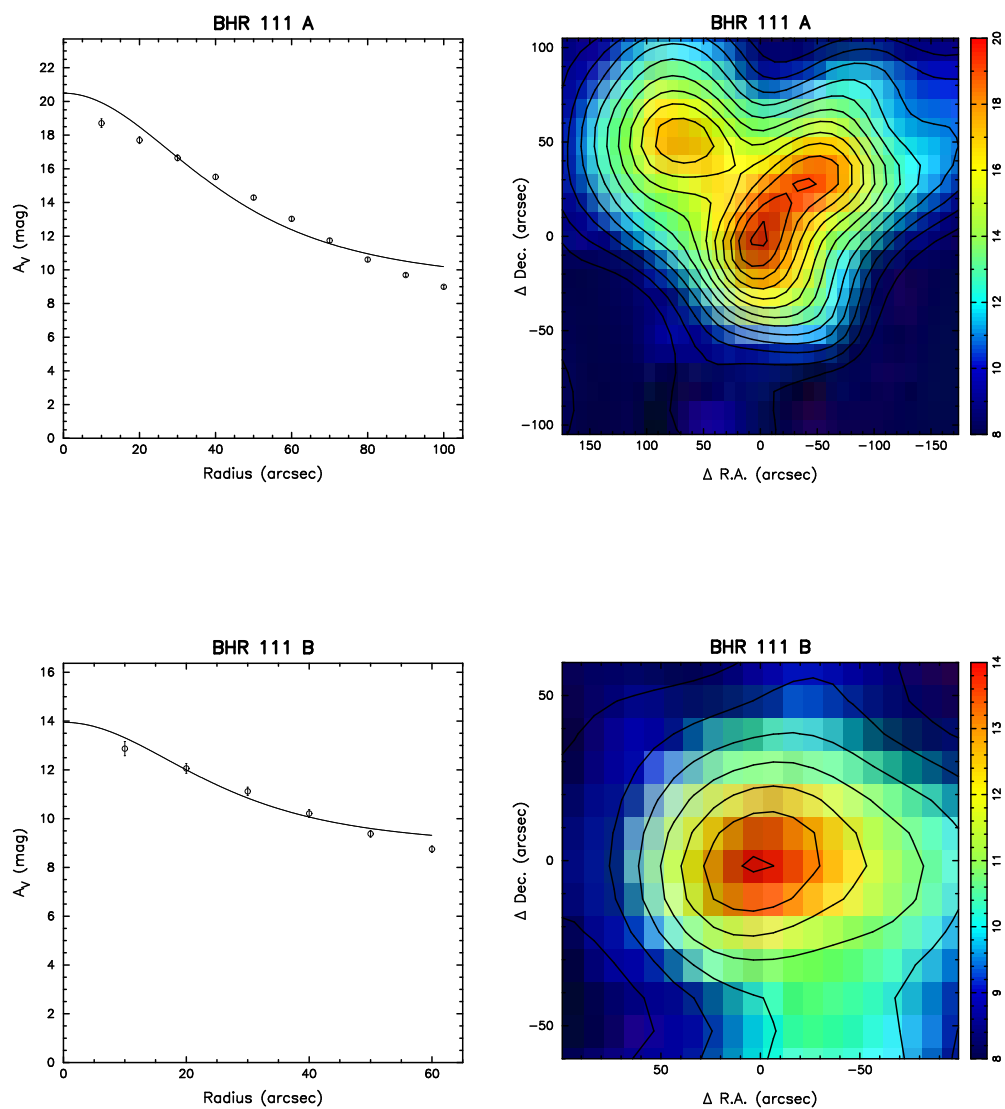 BHR 111 A
22
20
18
16
14
12
10
8
6
4
2
0
A_V (mag)
0 20 40 60 80 100
Radius (arcsec)
BHR 111 A
100
50
0
−50
−100
Δ Dec. (arcsec)
150 100 50 0 −50 −100 −150
Δ R.A. (arcsec)
20
18
16
14
12
10
8
BHR 111 B
16
14
12
10
8
6
4
2
0
A_V (mag)
0 20 40 60
Radius (arcsec)
BHR 111 B
50
0
−50
Δ Dec. (arcsec)
50 0 −50
Δ R.A. (arcsec)
14
13
12
11
10
9
8